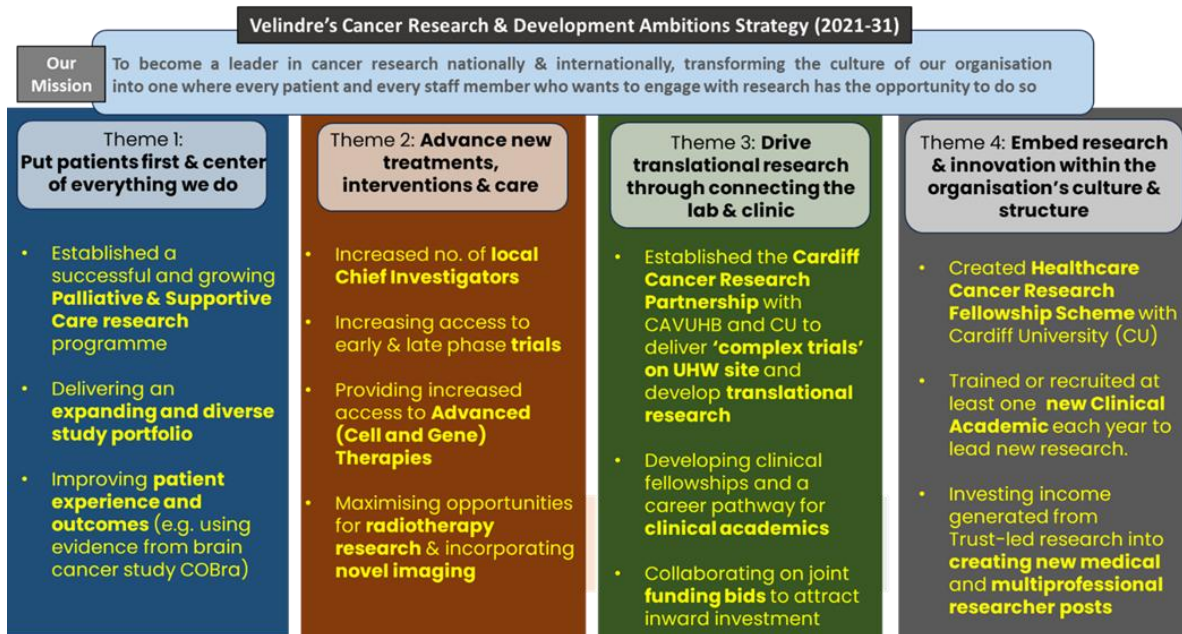 Velindre's Cancer Research & Development Ambitions Strategy (2021-31)
Our
Mission
To become a leader in cancer research nationally & internationally, transforming the culture of our organisation
into one where every patient and every staff member who wants to engage with research has the opportunity to do so
Theme 1:
Put patients first & center
of everything we do
• Established a
successful and growing
Palliative & Supportive
Care research
programme
• Delivering an
expanding and diverse
study portfolio
• Improving patient
experience and
outcomes (e.g. using
evidence from brain
cancer study COBra)
Theme 2: Advance new
treatments,
interventions & care
• Increased no. of local
Chief Investigators
• Increasing access to
early & late phase trials
• Providing increased
access to Advanced
(Cell and Gene)
Therapies
• Maximising opportunities
for radiotherapy
research & incorporating
novel imaging
Theme 3: Drive
translational research
through connecting the
lab & clinic
• Established the Cardiff
Cancer Research
Partnership with
CAVUHB and CU to
deliver 'complex trials'
on UHW site and
develop translational
research
• Developing clinical
fellowships and a
career pathway for
clinical academics
• Collaborating on joint
funding bids to attract
inward investment
Theme 4: Embed research
& innovation within the
organisation's culture &
structure
• Created Healthcare
Cancer Research
Fellowship Scheme with
Cardiff University (CU)
• Trained or recruited at
least one new Clinical
Academic each year to
lead new research.
• Investing income
generated from
Trust-led research into
creating new medical
and multiprofessional
researcher posts